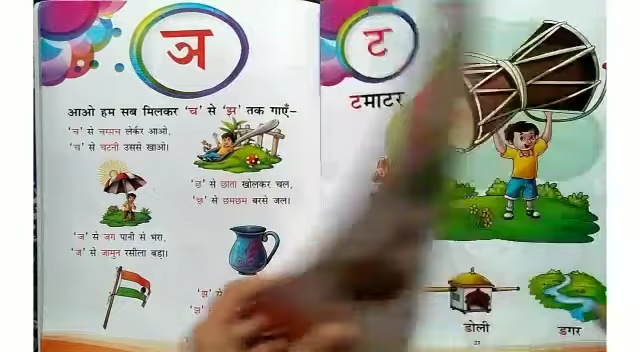 ञ
आओ हम सब मिलकर 'च' से 'झ' तक गाएँ–
'च' से चम्मच लेकर आओ,
'च' से चटनी उससे खाओ।
'छ' से छाता खोलकर चल,
'छ' से छमछम बरसे जल।
'ज' से जग पानी से भरा,
'ज' से जामुन रसीला बड़ा।
'झ'
'झ'
ट
टमाटर
डोली
डगर